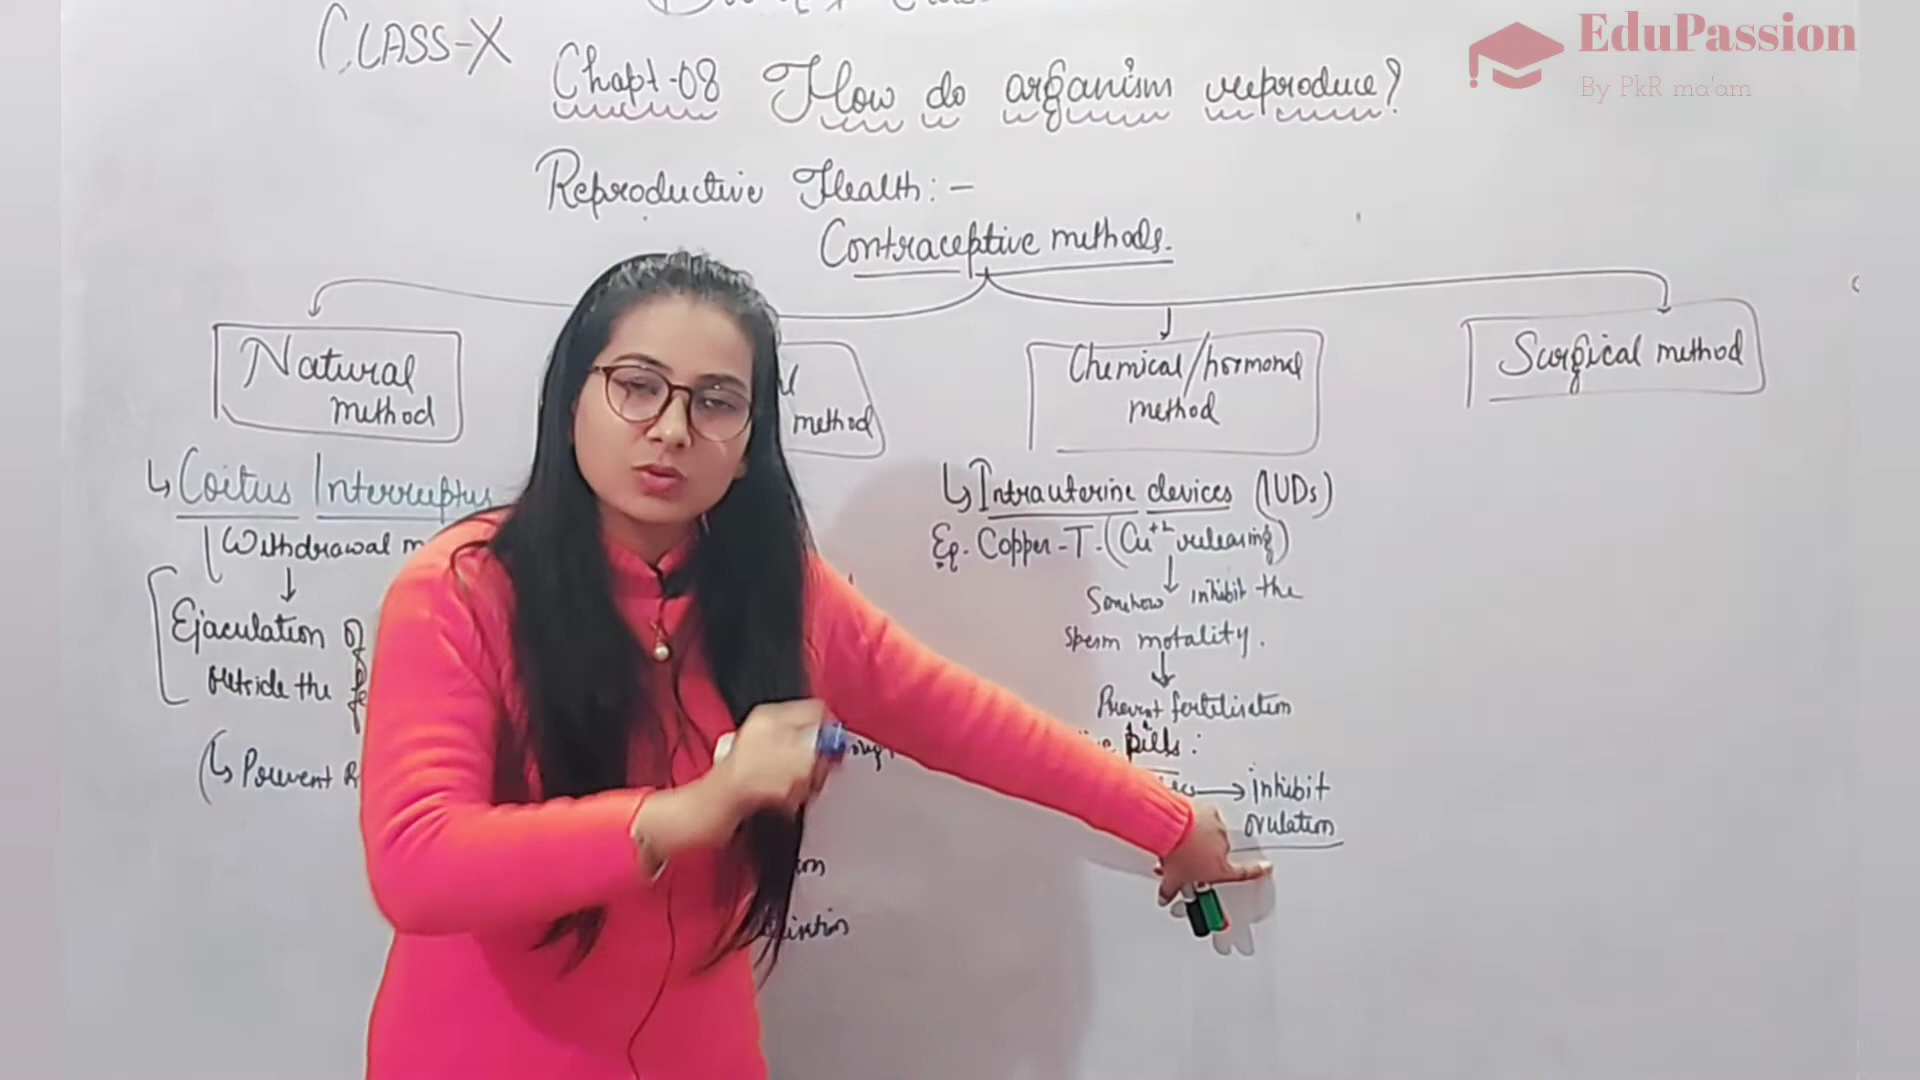 EduPassion
By PkR ma'am
CLASS-X
Chapt-08 How do organism reproduce?
Reproductive Health:-
Contraceptive methods.
Natural
method
method
Chemical/hormonal
method
Surgical method
↳ Coitus Interruptus
Withdrawal
↓
Ejaculation of
outside the
↳ Prevent
↳ Intrauterine devices (IUDs)
Eg. Copper-T. (Cu++ releasing)
↓
Somehow inhibit the
sperm motality.
↓
Prevent fertilisation
pills :
→ inhibit
ovulation